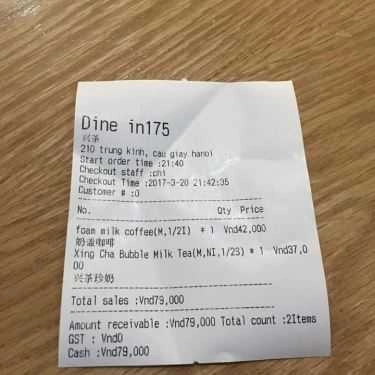 Dine in175
兴茶
210 trung kinh, cau giay hanoi
Start order time :21:40
Checkout staff :chi
Checkout Time :2017-3-20 21:42:35
Customer # :0
No. Qty Price
foam milk coffee(M,1/2I) * 1 Vnd42,000
奶盖咖啡
Xing Cha Bubble Milk Tea(M,NI,1/2S) * 1 Vnd37,0
00
兴茶珍奶
Total sales :Vnd79,000
Amount receivable :Vnd79,000 Total count :2Items
GST : Vnd0
Cash :Vnd79,000